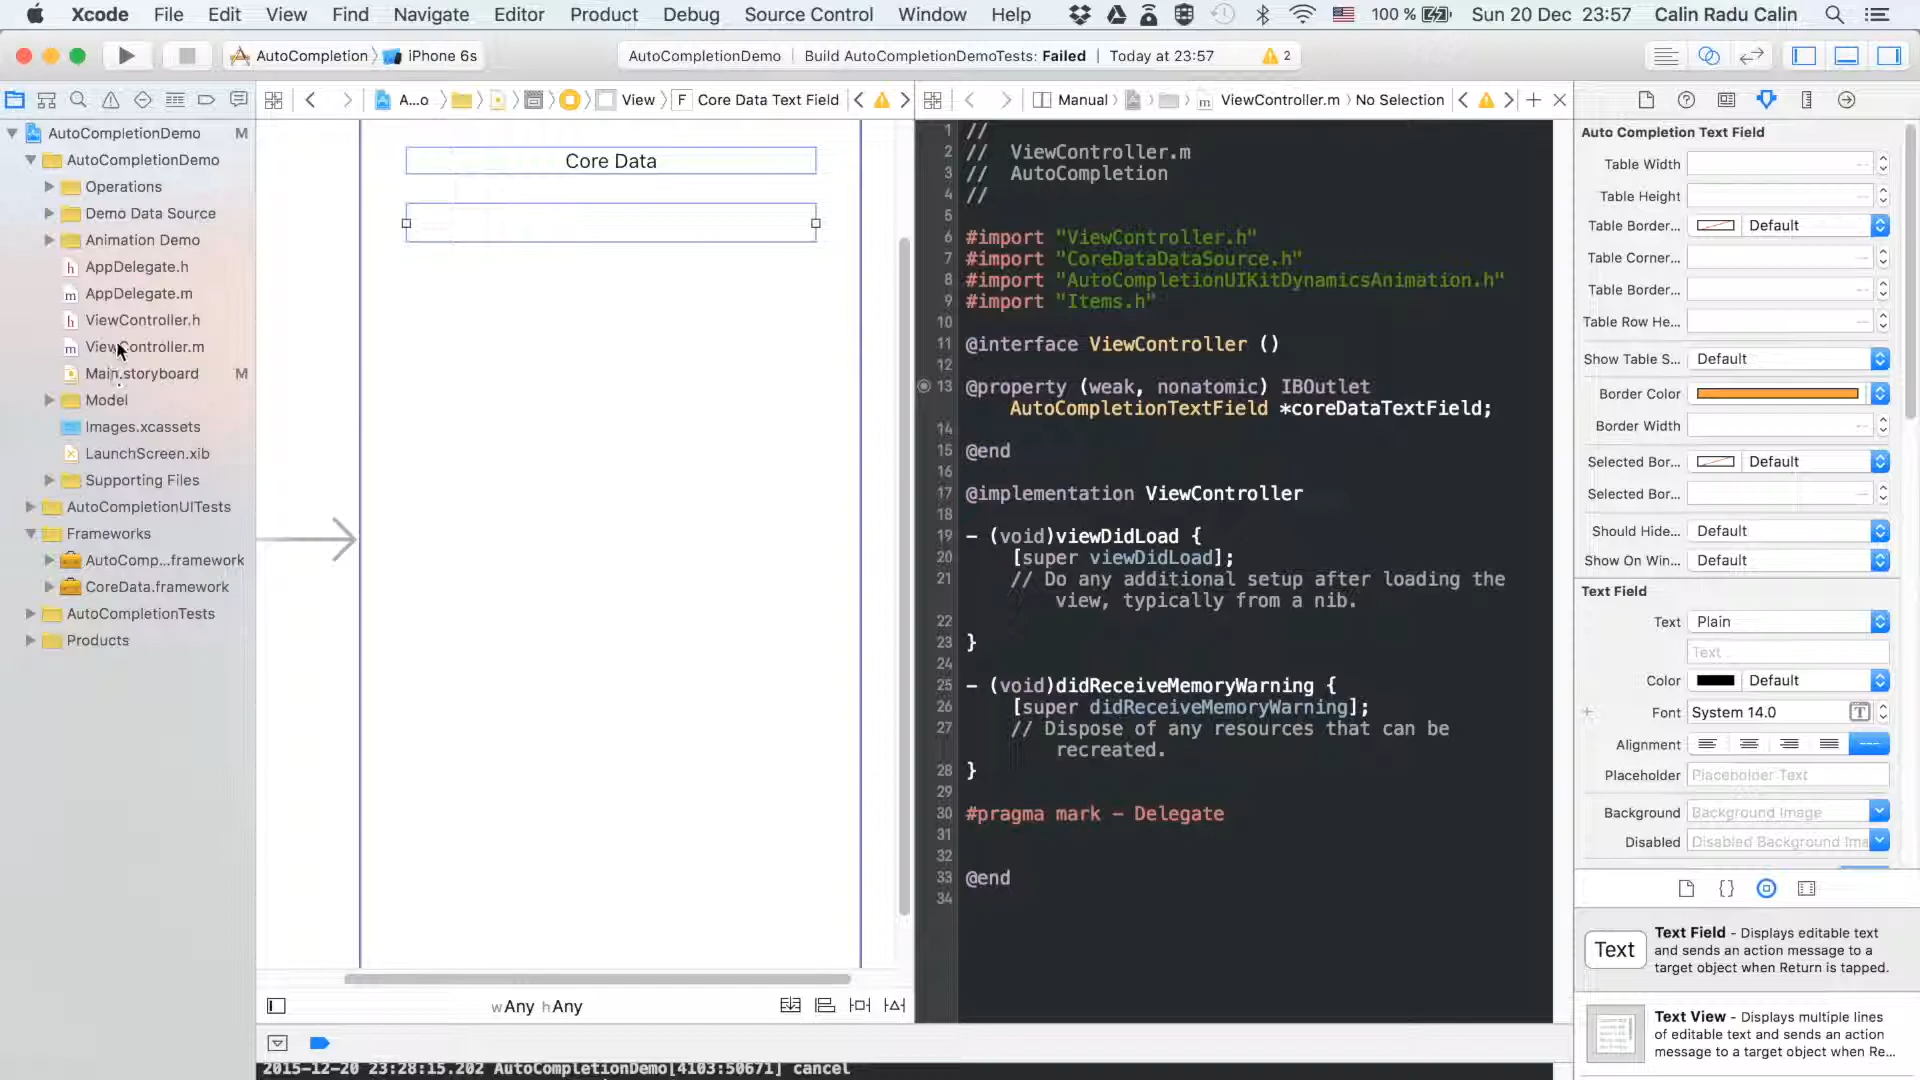 Xcode File Edit View Find Navigate Editor Product Debug Source Control Window Help 100 % Sun 20 Dec 23:57 Calin Radu Calin
AutoCompletion iPhone 6s AutoCompletionDemo Build AutoCompletionDemoTests: Failed Today at 23:57 2
A...o View F Core Data Text Field Manual m ViewController.m No Selection
AutoCompletionDemo M
AutoCompletionDemo
Operations
Demo Data Source
Animation Demo
h AppDelegate.h
m AppDelegate.m
h ViewController.h
m ViewController.m
Main.storyboard M
Model
Images.xcassets
LaunchScreen.xib
Supporting Files
AutoCompletionUITests
Frameworks
AutoComp...framework
CoreData.framework
AutoCompletionTests
Products
Core Data
wAny hAny
1 //
2 // ViewController.m
3 // AutoCompletion
4 //
5
6 #import "ViewController.h"
7 #import "CoreDataDataSource.h"
8 #import "AutoCompletionUIKitDynamicsAnimation.h"
9 #import "Items.h"
10
11 @interface ViewController ()
12
13 @property (weak, nonatomic) IBOutlet
AutoCompletionTextField *coreDataTextField;
14
15 @end
16
17 @implementation ViewController
18
19 - (void)viewDidLoad {
20 [super viewDidLoad];
21 // Do any additional setup after loading the
view, typically from a nib.
22
23 }
24
25 - (void)didReceiveMemoryWarning {
26 [super didReceiveMemoryWarning];
27 // Dispose of any resources that can be
recreated.
28 }
29
30 #pragma mark - Delegate
31
32
33 @end
34
Auto Completion Text Field
Table Width
Table Height
Table Border... Default
Table Corner...
Table Border...
Table Row He...
Show Table S... Default
Border Color
Border Width
Selected Bor... Default
Selected Bor...
Should Hide... Default
Show On Win... Default
Text Field
Text Plain
Text
Color Default
Font System 14.0 T
Alignment
Placeholder Placeholder Text
Background Background Image
Disabled Disabled Background Ima
{}
Text
Text Field - Displays editable text
and sends an action message to a
target object when Return is tapped.
Text View - Displays multiple lines
of editable text and sends an action
message to a target object when Re...
2015-12-20 23:28:15.202 AutoCompletionDemo[4103:50671] cancel